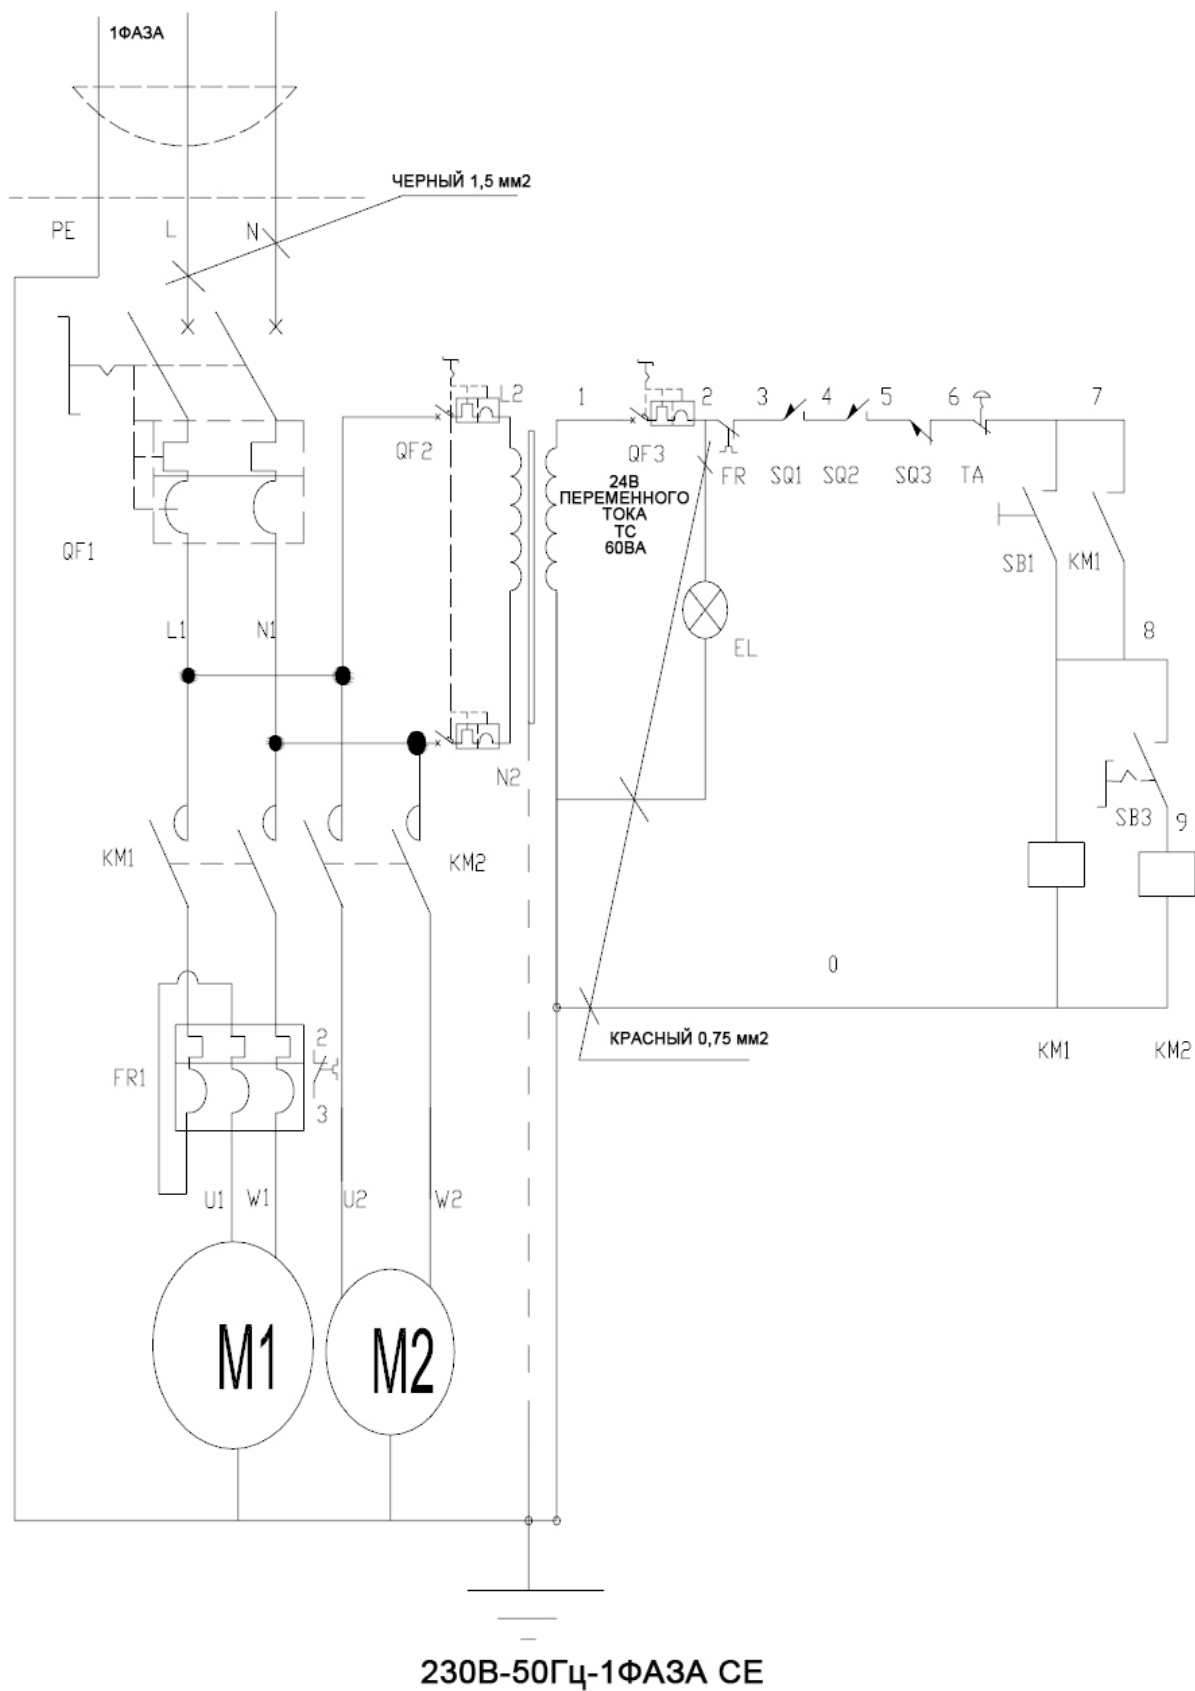 1ФАЗА
ЧЕРНЫЙ 1,5 мм2
PE L N
QF1
QF2
L2
1
QF3
2 3 4 5 6 7
24В
ПЕРЕМЕННОГО
ТОКА
ТС
60ВА
FR SQ1 SQ2 SQ3 TA
SB1 KM1
L1 N1
EL
8
N2
SB3
9
KM1 KM2
0
КРАСНЫЙ 0,75 мм2
KM1 KM2
FR1
2
3
U1 W1 U2 W2
M1 M2
230В-50Гц-1ФАЗА СЕ